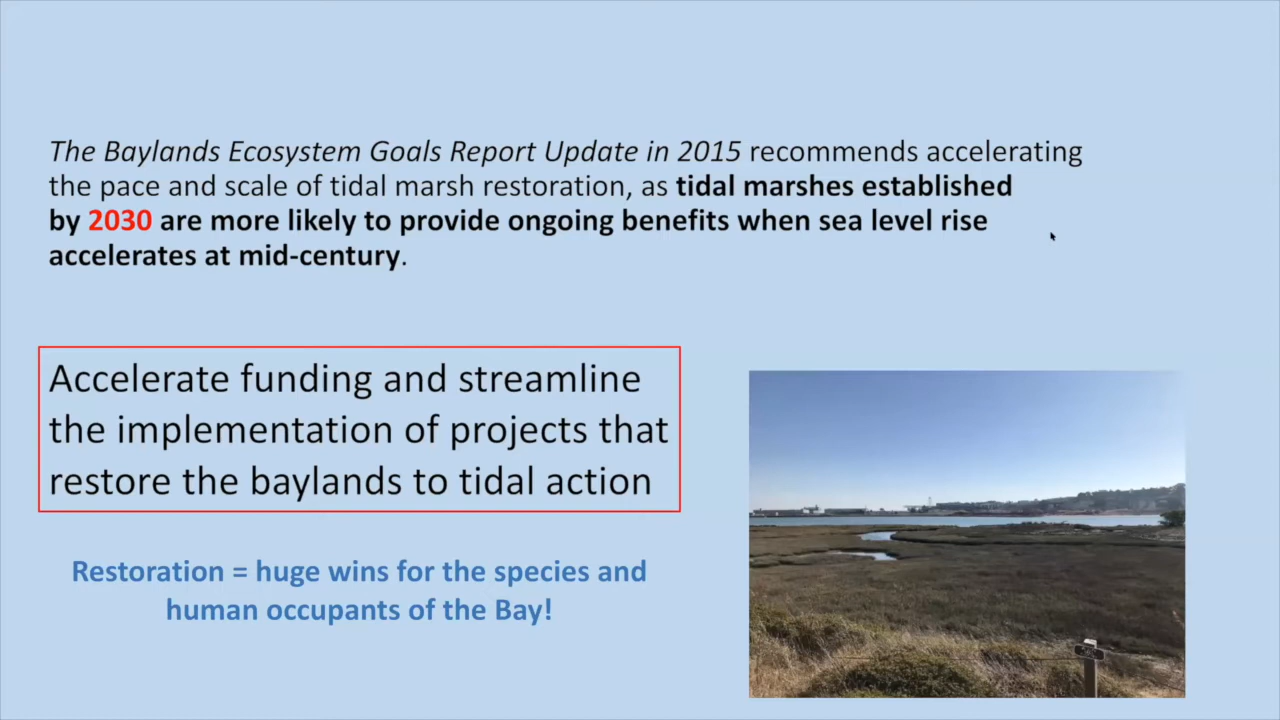 The Baylands Ecosystem Goals Report Update in 2015 recommends accelerating
the pace and scale of tidal marsh restoration, as tidal marshes established
by 2030 are more likely to provide ongoing benefits when sea level rise
accelerates at mid-century.
Accelerate funding and streamline
the implementation of projects that
restore the baylands to tidal action
Restoration = huge wins for the species and
human occupants of the Bay!